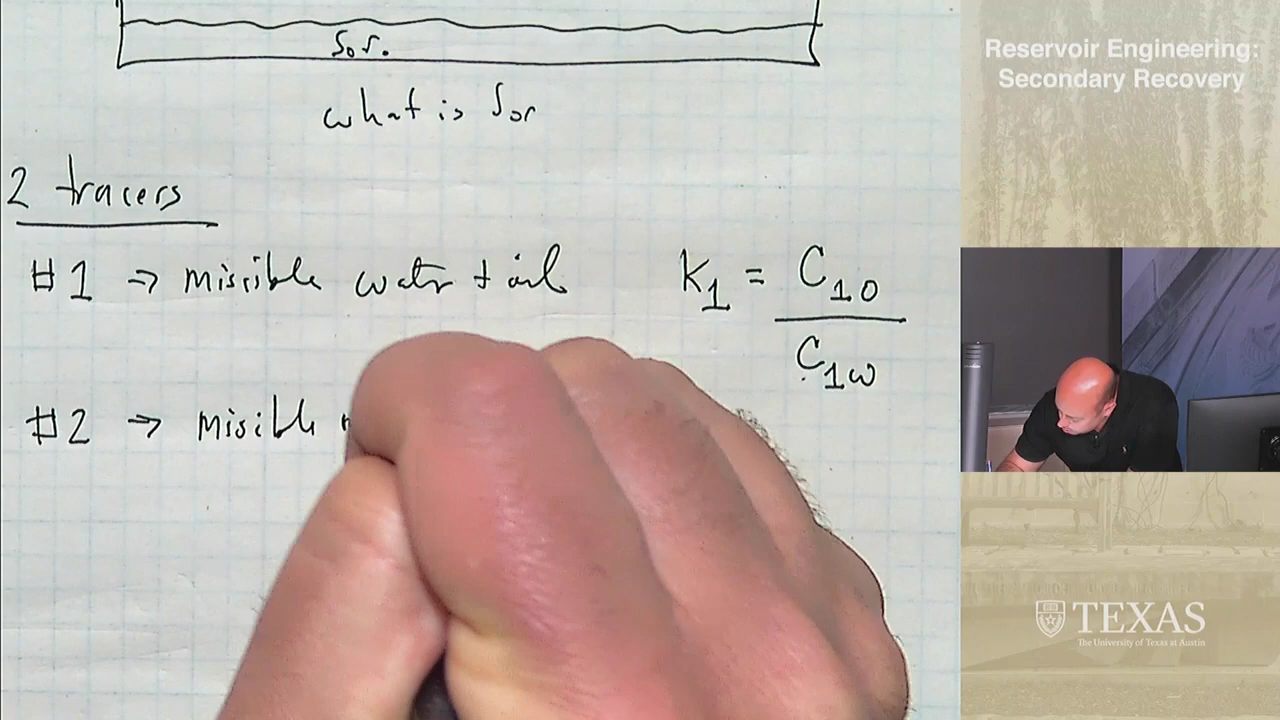 Sor.
what is Sor
2 tracers
#1 → miscible water + oil
K1 = C1o / C1w
#2 → misible
Reservoir Engineering:
Secondary Recovery
TEXAS
The University of Texas at Austin